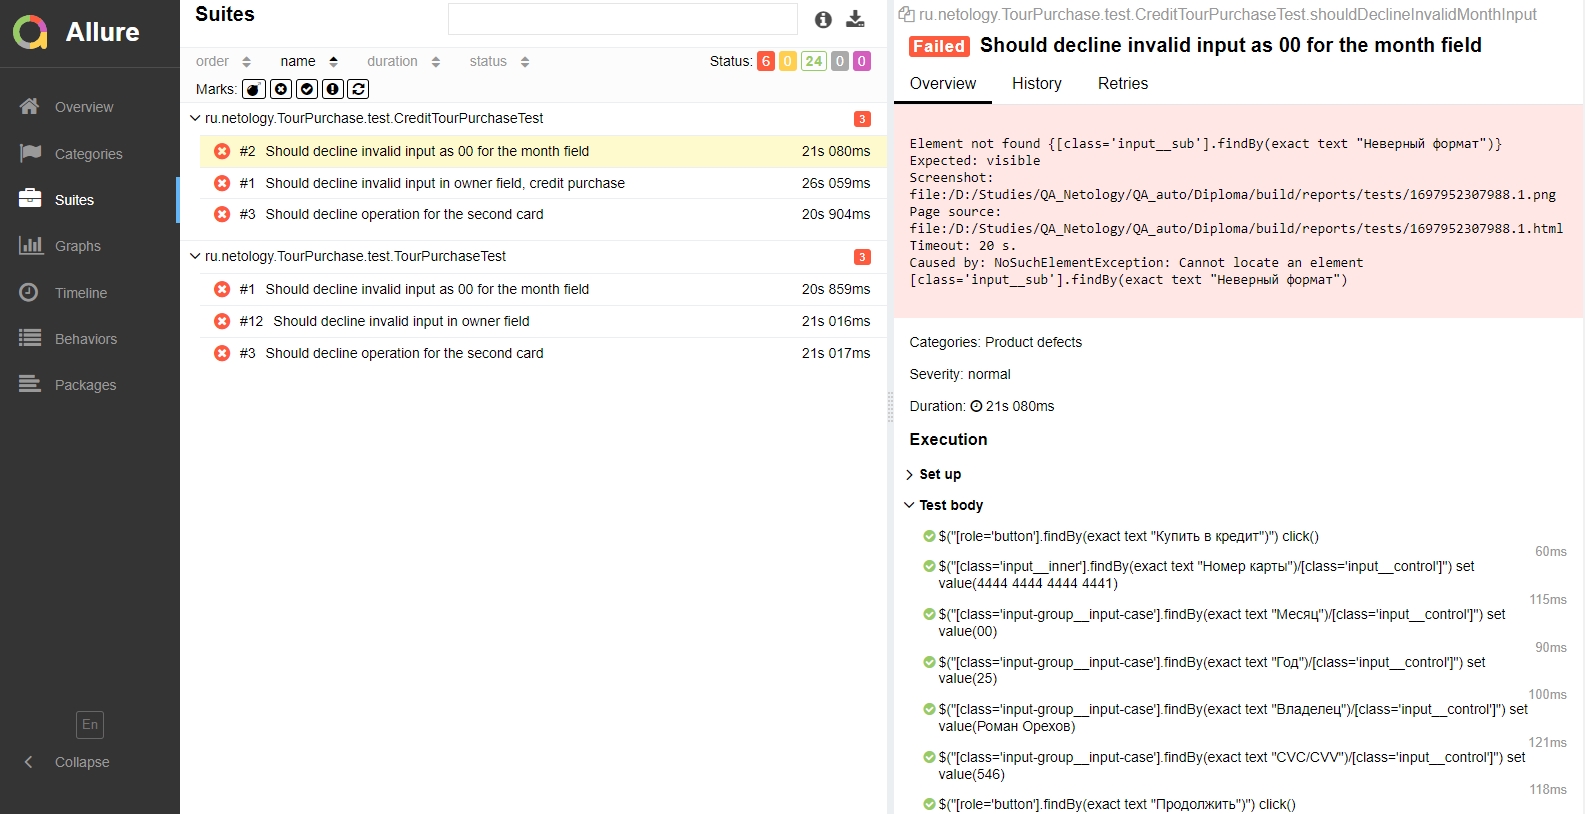 Allure
Overview
Categories
Suites
Graphs
Timeline
Behaviors
Packages
En
Collapse
Suites
order name duration status Status: 6 0 24 0 0
Marks:
ru.netology.TourPurchase.test.CreditTourPurchaseTest 3
#2 Should decline invalid input as 00 for the month field 21s 080ms
#1 Should decline invalid input in owner field, credit purchase 26s 059ms
#3 Should decline operation for the second card 20s 904ms
ru.netology.TourPurchase.test.TourPurchaseTest 3
#1 Should decline invalid input as 00 for the month field 20s 859ms
#12 Should decline invalid input in owner field 21s 016ms
#3 Should decline operation for the second card 21s 017ms
ru.netology.TourPurchase.test.CreditTourPurchaseTest.shouldDeclineInvalidMonthInput
Failed Should decline invalid input as 00 for the month field
Overview History Retries
Element not found {[class='input__sub'].findBy(exact text "Неверный формат")}
Expected: visible
Screenshot:
file:/D:/Studies/QA_Netology/QA_auto/Diploma/build/reports/tests/1697952307988.1.png
Page source:
file:/D:/Studies/QA_Netology/QA_auto/Diploma/build/reports/tests/1697952307988.1.html
Timeout: 20 s.
Caused by: NoSuchElementException: Cannot locate an element
[class='input__sub'].findBy(exact text "Неверный формат")
Categories: Product defects
Severity: normal
Duration: 21s 080ms
Execution
Set up
Test body
$("[role='button'].findBy(exact text "Купить в кредит")") click()
60ms
$("[class='input__inner'].findBy(exact text "Номер карты")/[class='input__control']") set
value(4444 4444 4444 4441)
115ms
$("[class='input-group__input-case'].findBy(exact text "Месяц")/[class='input__control']") set
value(00)
90ms
$("[class='input-group__input-case'].findBy(exact text "Год")/[class='input__control']") set
value(25)
100ms
$("[class='input-group__input-case'].findBy(exact text "Владелец")/[class='input__control']") set
value(Роман Орехов)
121ms
$("[class='input-group__input-case'].findBy(exact text "CVC/CVV")/[class='input__control']") set
value(546)
118ms
$("[role='button'].findBy(exact text "Продолжить")") click()